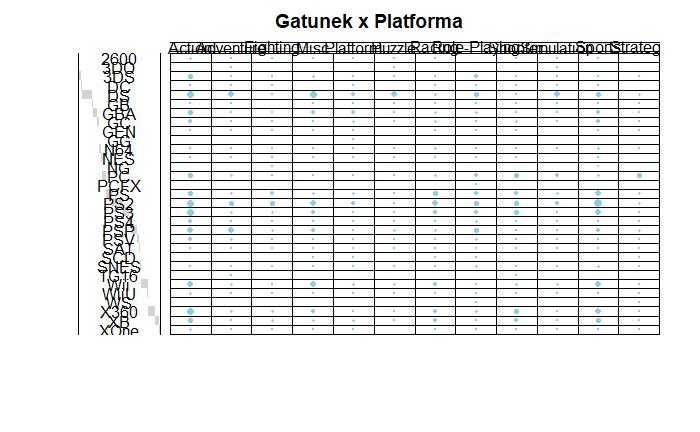 Gatunek x Platforma
Action Adventure Fighting Misc Platform Puzzle Racing Role-Playing Shooter Simulation Sports Strateg
2600
3DO
3DS
DC
DS
GB
GBA
GC
GEN
GG
N64
NES
NG
PC
PCFX
PS
PS2
PS3
PS4
PSP
PSV
SAT
SCD
SNES
TG16
Wii
WiiU
WS
X360
XB
XOne